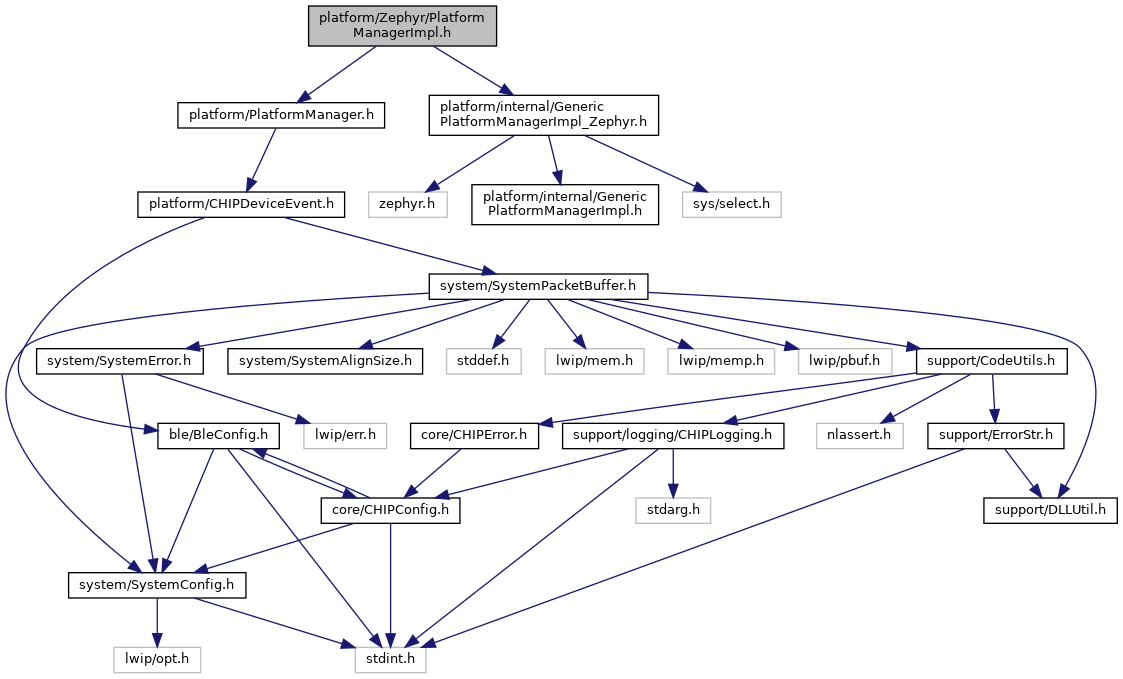 platform/Zephyr/Platform
ManagerImpl.h
platform/PlatformManager.h
platform/internal/Generic
PlatformManagerImpl_Zephyr.h
platform/CHIPDeviceEvent.h
zephyr.h
platform/internal/Generic
PlatformManagerImpl.h
sys/select.h
system/SystemPacketBuffer.h
system/SystemError.h
system/SystemAlignSize.h
stddef.h
lwip/mem.h
lwip/memp.h
lwip/pbuf.h
support/CodeUtils.h
ble/BleConfig.h
lwip/err.h
core/CHIPError.h
support/logging/CHIPLogging.h
nlassert.h
support/ErrorStr.h
core/CHIPConfig.h
stdarg.h
support/DLLUtil.h
system/SystemConfig.h
lwip/opt.h
stdint.h